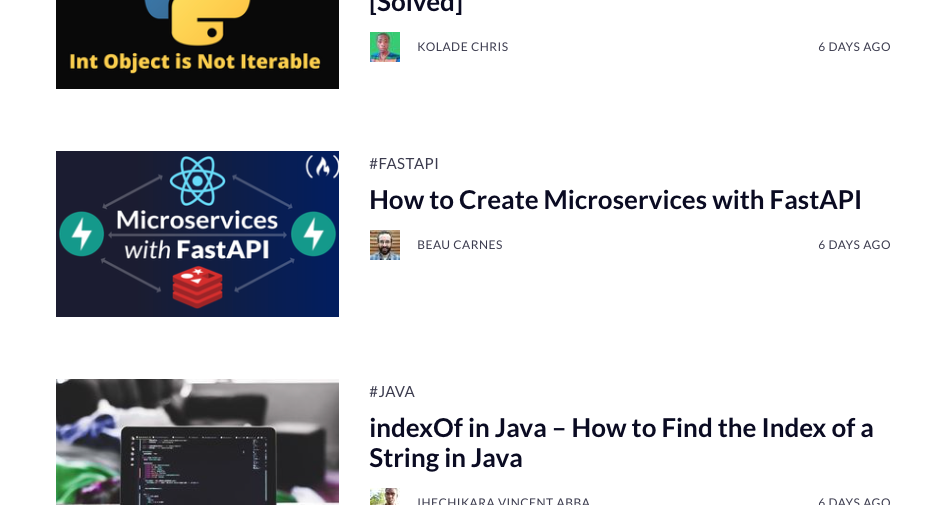 [Solved]
Int Object is Not Iterable
KOLADE CHRIS
6 DAYS AGO
#FASTAPI
How to Create Microservices with FastAPI
Microservices
with FastAPI
BEAU CARNES
6 DAYS AGO
#JAVA
indexOf in Java – How to Find the Index of a
String in Java
IHECHIKARA VINCENT ABBA
6 DAYS AGO